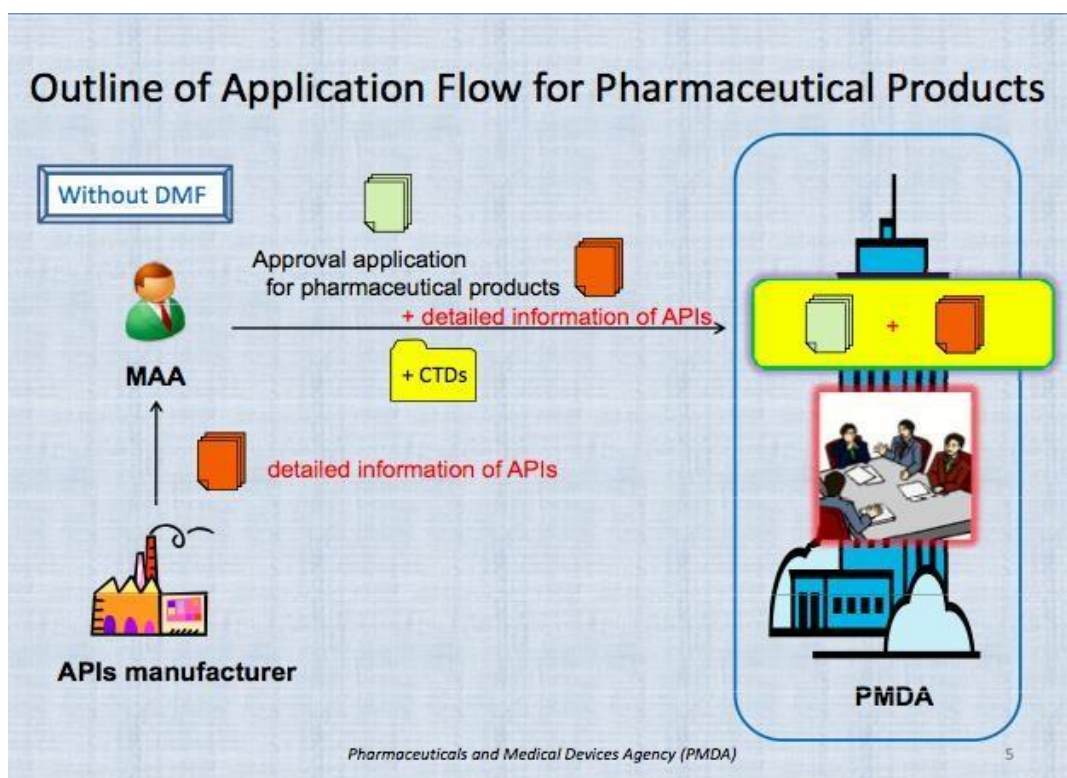 Outline of Application Flow for Pharmaceutical Products
Without DMF
Approval application
for pharmaceutical products
+ detailed information of APIs
+ CTDs
+
MAA
detailed information of APIs
APIs manufacturer
PMDA
Pharmaceuticals and Medical Devices Agency (PMDA)
5